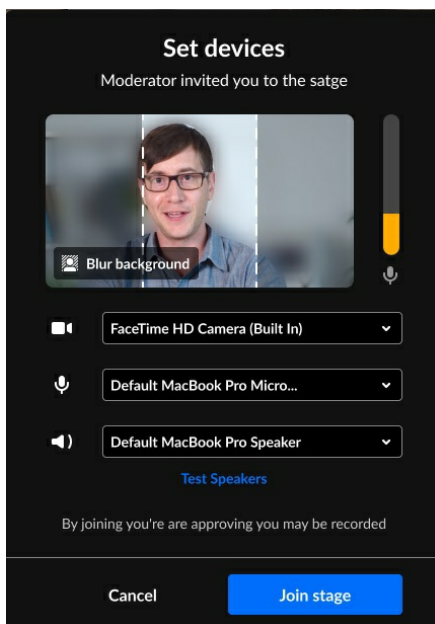 Set devices
Moderator invited you to the satge
Blur background
FaceTime HD Camera (Built In)
Default MacBook Pro Micro...
Default MacBook Pro Speaker
Test Speakers
By joining you're are approving you may be recorded
Cancel
Join stage